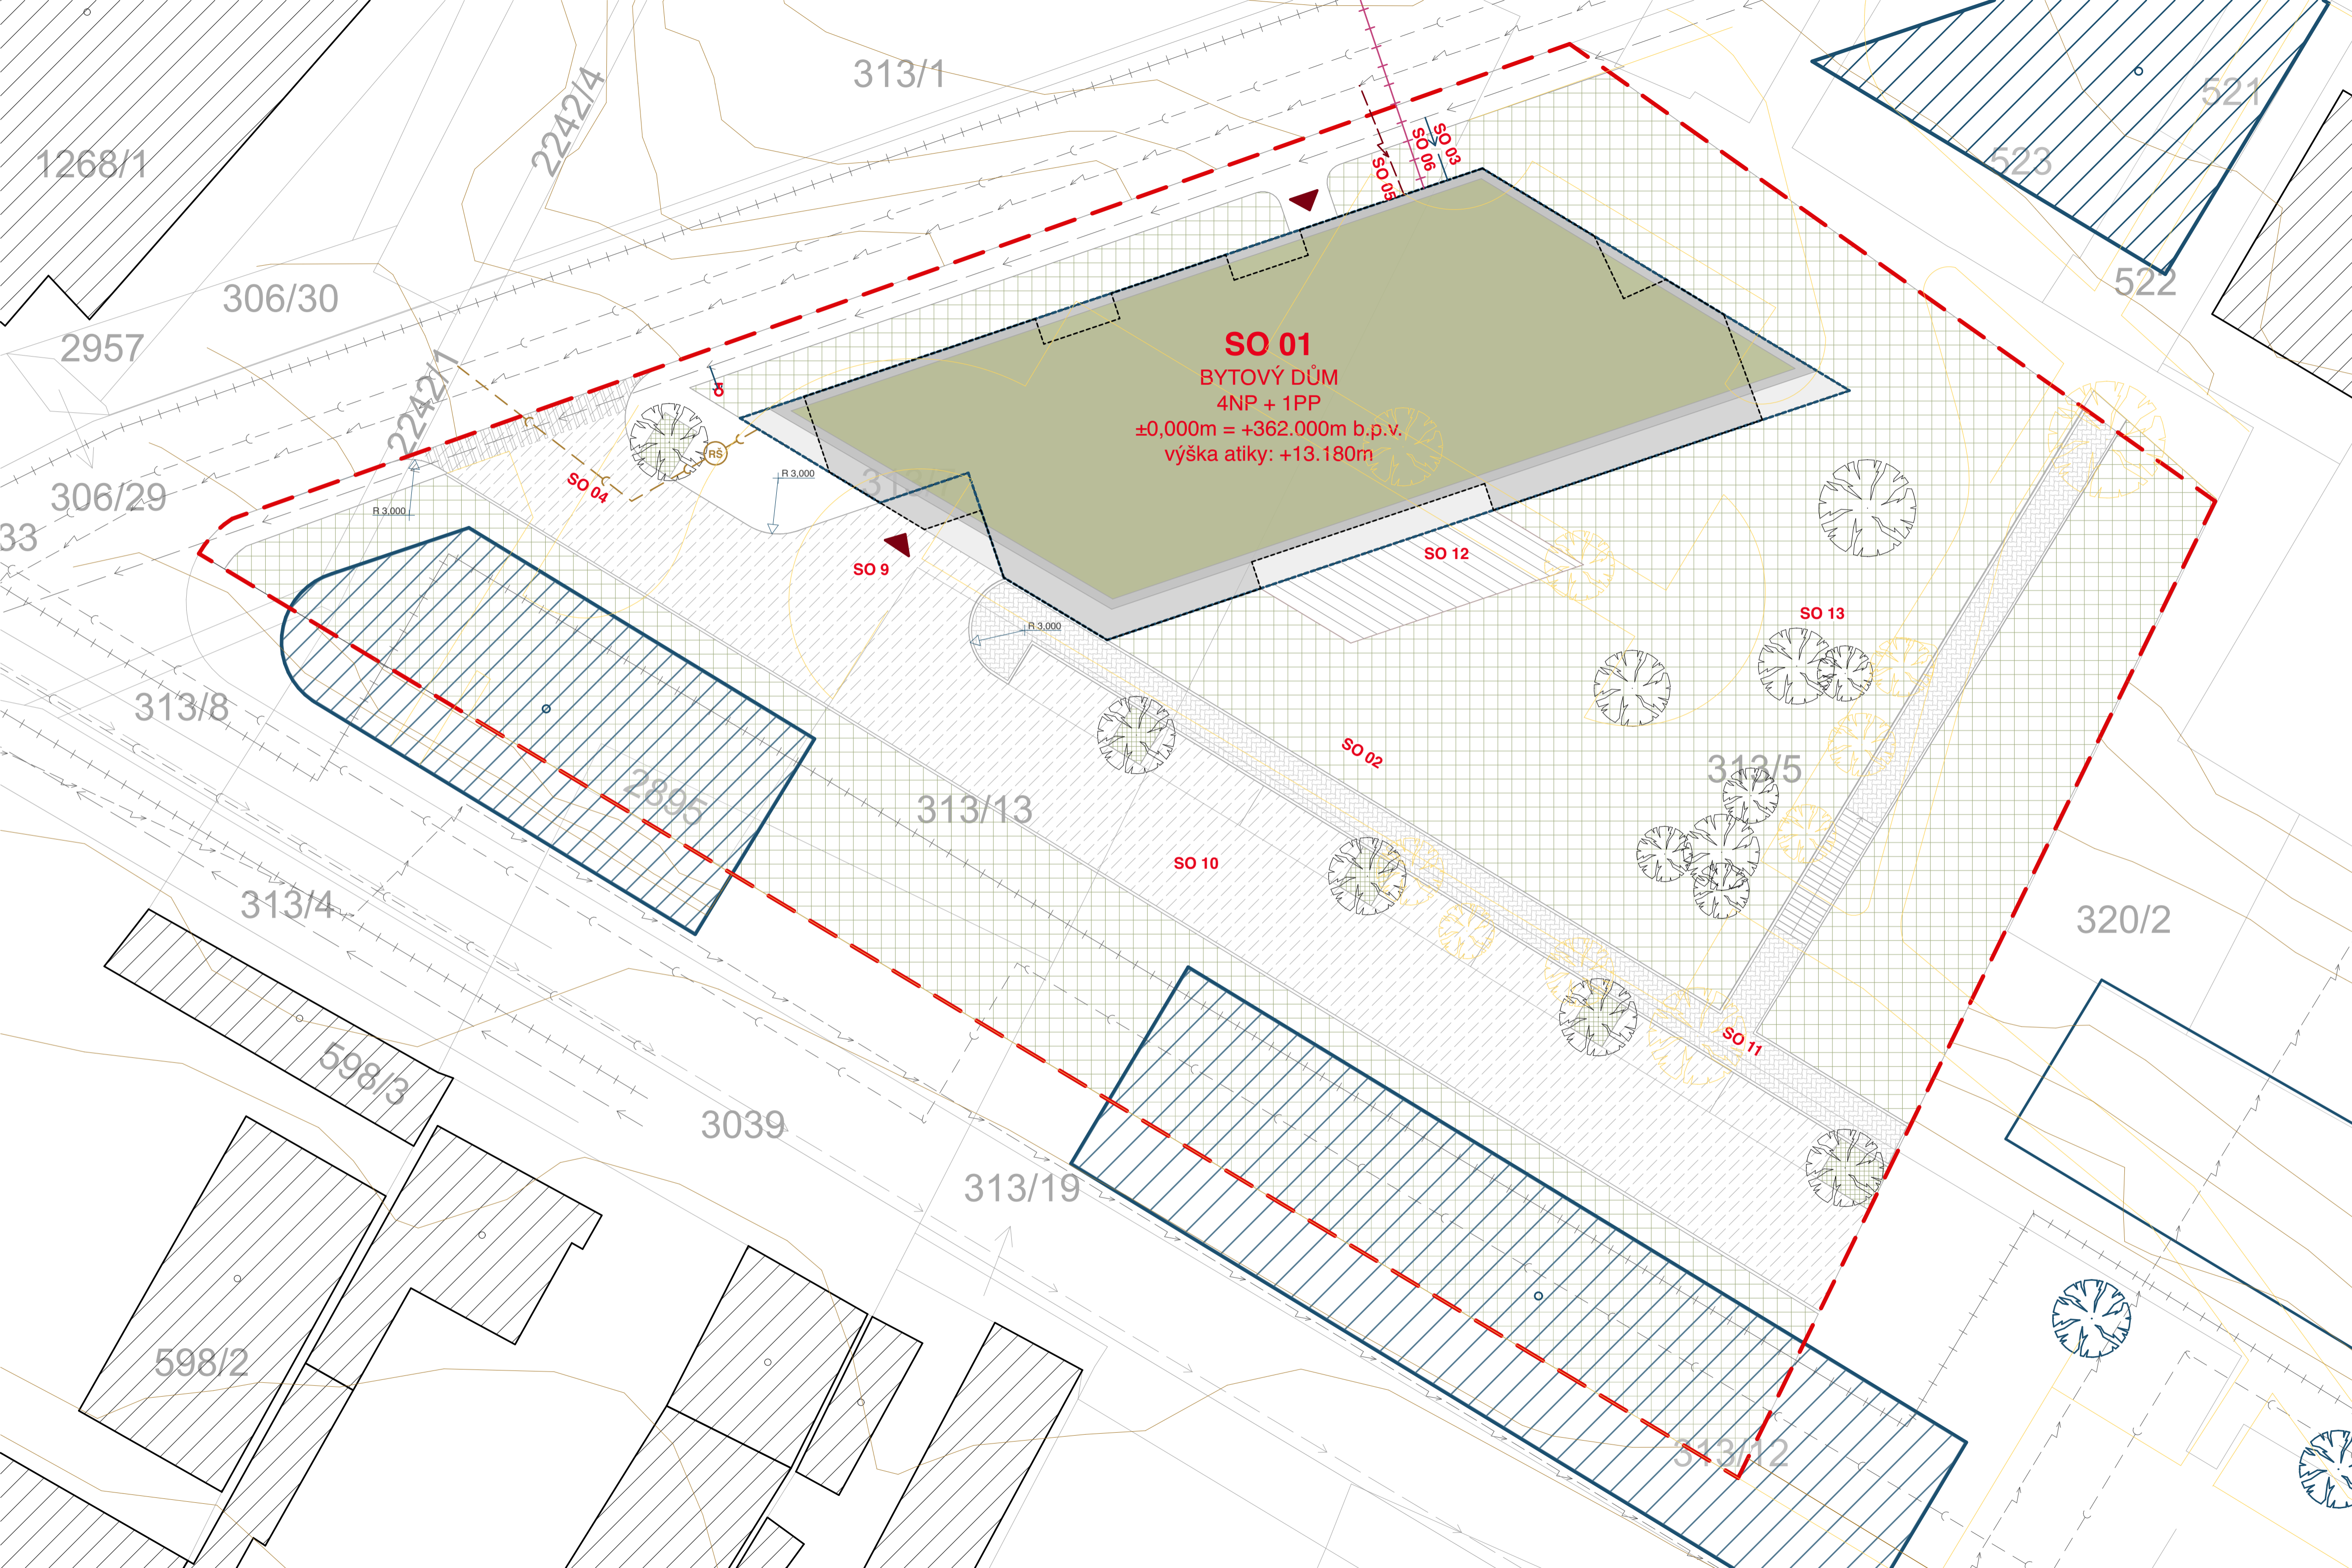 313/1
2242/4
1268/1
521
523
522
SO 03
SO 06
SO 05
306/30
2957
SO 01
BYTOVÝ DŮM
4NP + 1PP
±0,000m = +362.000m b.p.v.
výška atiky: +13.180m
2242/1
RŠ
R 3,000
SO 04
306/29
R 3,000
33
SO 9
SO 12
R 3,000
SO 13
313/8
SO 02
313/5
2895
313/13
SO 10
313/4
320/2
SO 11
598/3
3039
313/19
598/2
313/12